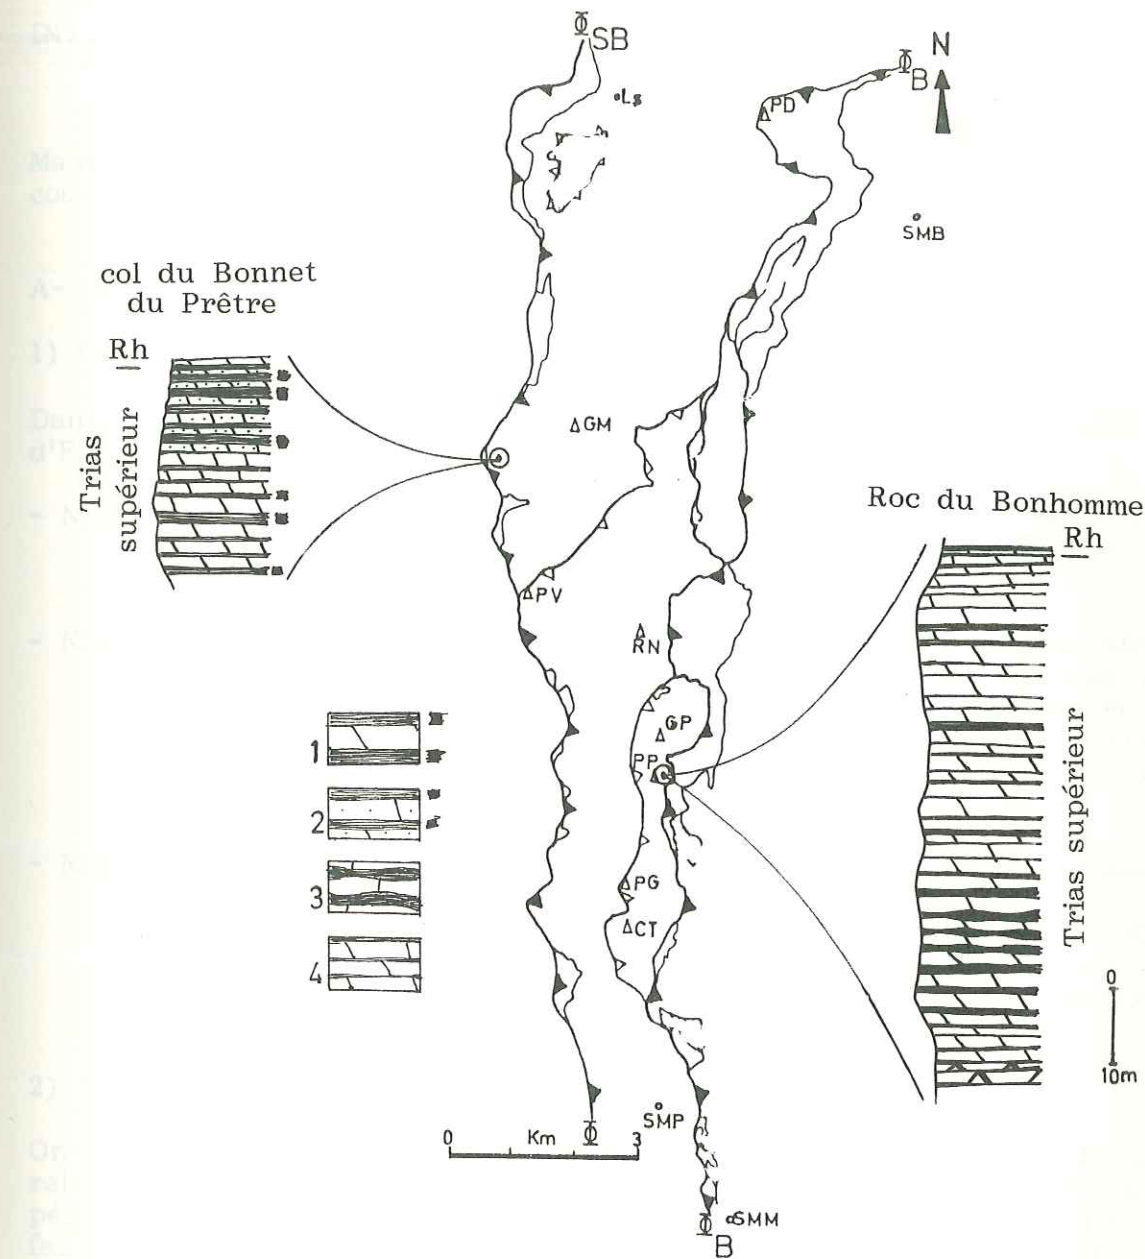 Φ SB
Φ B
N
Ls
PD
SMB
col du Bonnet
du Prêtre
Rh
Trias
supérieur
GM
Roc du Bonhomme
Rh
Trias supérieur
PV
RN
GP
PP
PG
CT
1
2
3
4
0
10m
SMP
0 Km 3
Φ
Φ B
SMM